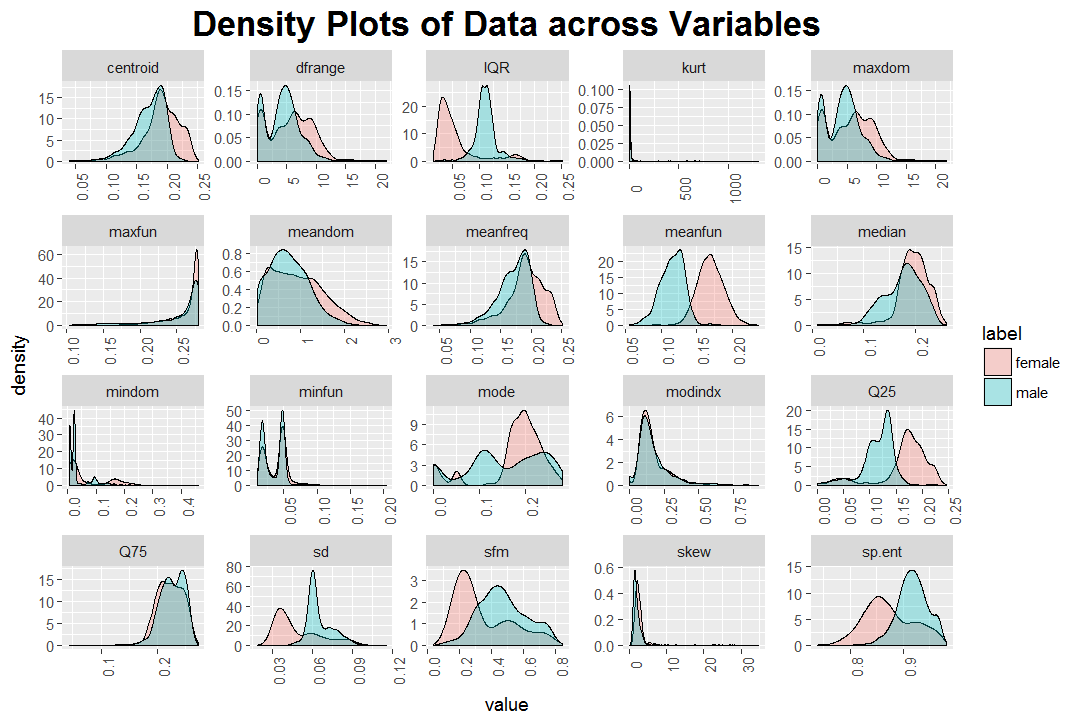 Density Plots of Data across Variables
centroid dfrange IQR kurt maxdom
15 10 5 0
0.05 0.10 0.15 0.20 0.25
0.15 0.10 0.05 0.00
0 5 10 15 20
20 10 0
0.05 0.10 0.15 0.20 0.25
0.100 0.075 0.050 0.025 0.000
0 500 1000
0.15 0.10 0.05 0.00
0 5 10 15 20
maxfun meandom meanfreq meanfun median
60 40 20 0
0.10 0.15 0.20 0.25
0.8 0.6 0.4 0.2 0.0
0 1 2 3
15 10 5 0
0.05 0.10 0.15 0.20 0.25
20 15 10 5 0
0.05 0.10 0.15 0.20
15 10 5 0
0.0 0.1 0.2
density
mindom minfun mode modindx Q25
40 30 20 10 0
0.0 0.1 0.2 0.3 0.4
50 40 30 20 10 0
0.05 0.10 0.15 0.20
9 6 3 0
0.0 0.1 0.2
6 4 2 0
0.00 0.25 0.50 0.75
20 15 10 5 0
0.00 0.05 0.10 0.15 0.20 0.25
Q75 sd sfm skew sp.ent
15 10 5 0
0.1 0.2
80 60 40 20 0
0.03 0.06 0.09 0.12
3 2 1 0
0.0 0.2 0.4 0.6 0.8
0.6 0.4 0.2 0.0
0 10 20 30
15 10 5 0
0.8 0.9
value
label
female
male